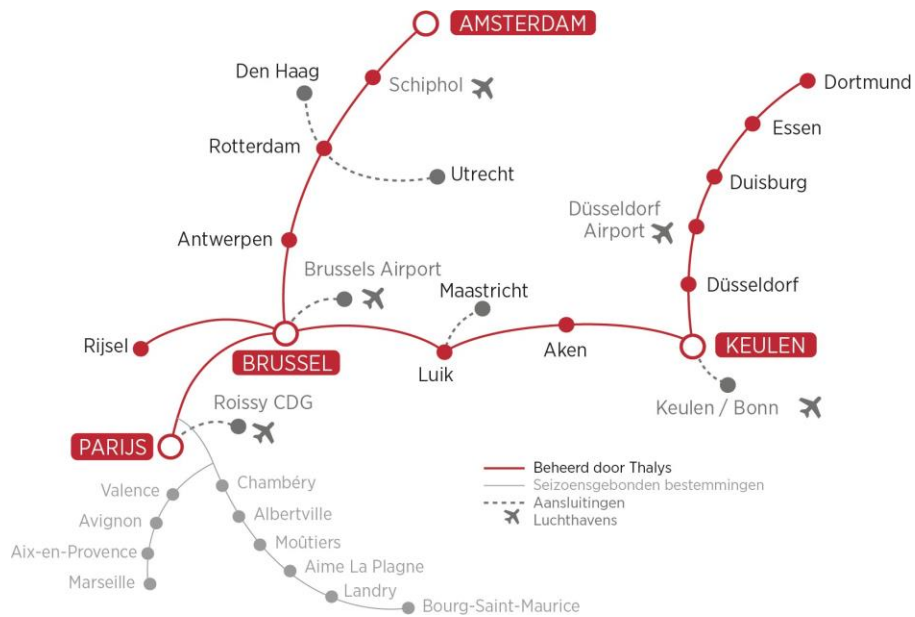 AMSTERDAM
Den Haag
Schiphol
Dortmund
Essen
Rotterdam
Utrecht
Duisburg
Düsseldorf
Airport
Antwerpen
Brussels Airport
Maastricht
Düsseldorf
Rijsel
BRUSSEL
Luik
Aken
KEULEN
Roissy CDG
Keulen / Bonn
PARIJS
Valence
Avignon
Aix-en-Provence
Marseille
Chambéry
Albertville
Moûtiers
Aime La Plagne
Landry
Bourg-Saint-Maurice
Beheerd door Thalys
Seizoensgebonden bestemmingen
Aansluitingen
Luchthavens